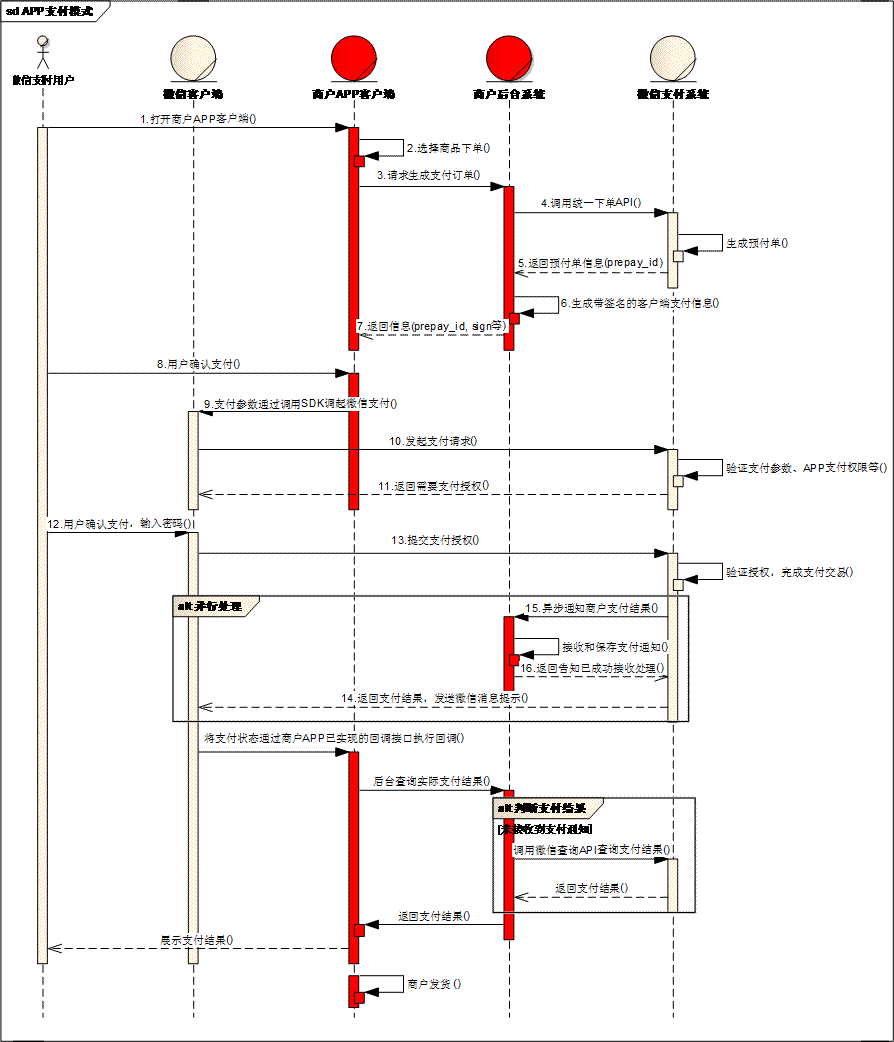 sd APP支付模式
微信支付用户
微信客户端
商户APP客户端
商户后台系统
微信支付系统
1.打开商户APP客户端()
2.选择商品下单()
3.请求生成支付订单()
4.调用统一下单API()
生成预付单()
5.返回预付单信息(prepay_id)
6.生成带签名的客户端支付信息()
7.返回信息(prepay_id, sign等)
8.用户确认支付()
9.支付参数通过调用SDK调起微信支付()
10.发起支付请求()
验证支付参数、APP支付权限等()
11.返回需要支付授权()
12.用户确认支付，输入密码()
13.提交支付授权()
验证授权，完成支付交易()
alt 并行处理
15.异步通知商户支付结果()
接收和保存支付通知()
16.返回告知已成功接收处理()
14.返回支付结果，发送微信消息提示()
将支付状态通过商户APP已实现的回调接口执行回调()
后台查询实际支付结果()
alt 判断支付结果
[未接收到支付通知]
调用微信查询API查询支付结果()
返回支付结果()
返回支付结果()
展示支付结果()
商户发货()